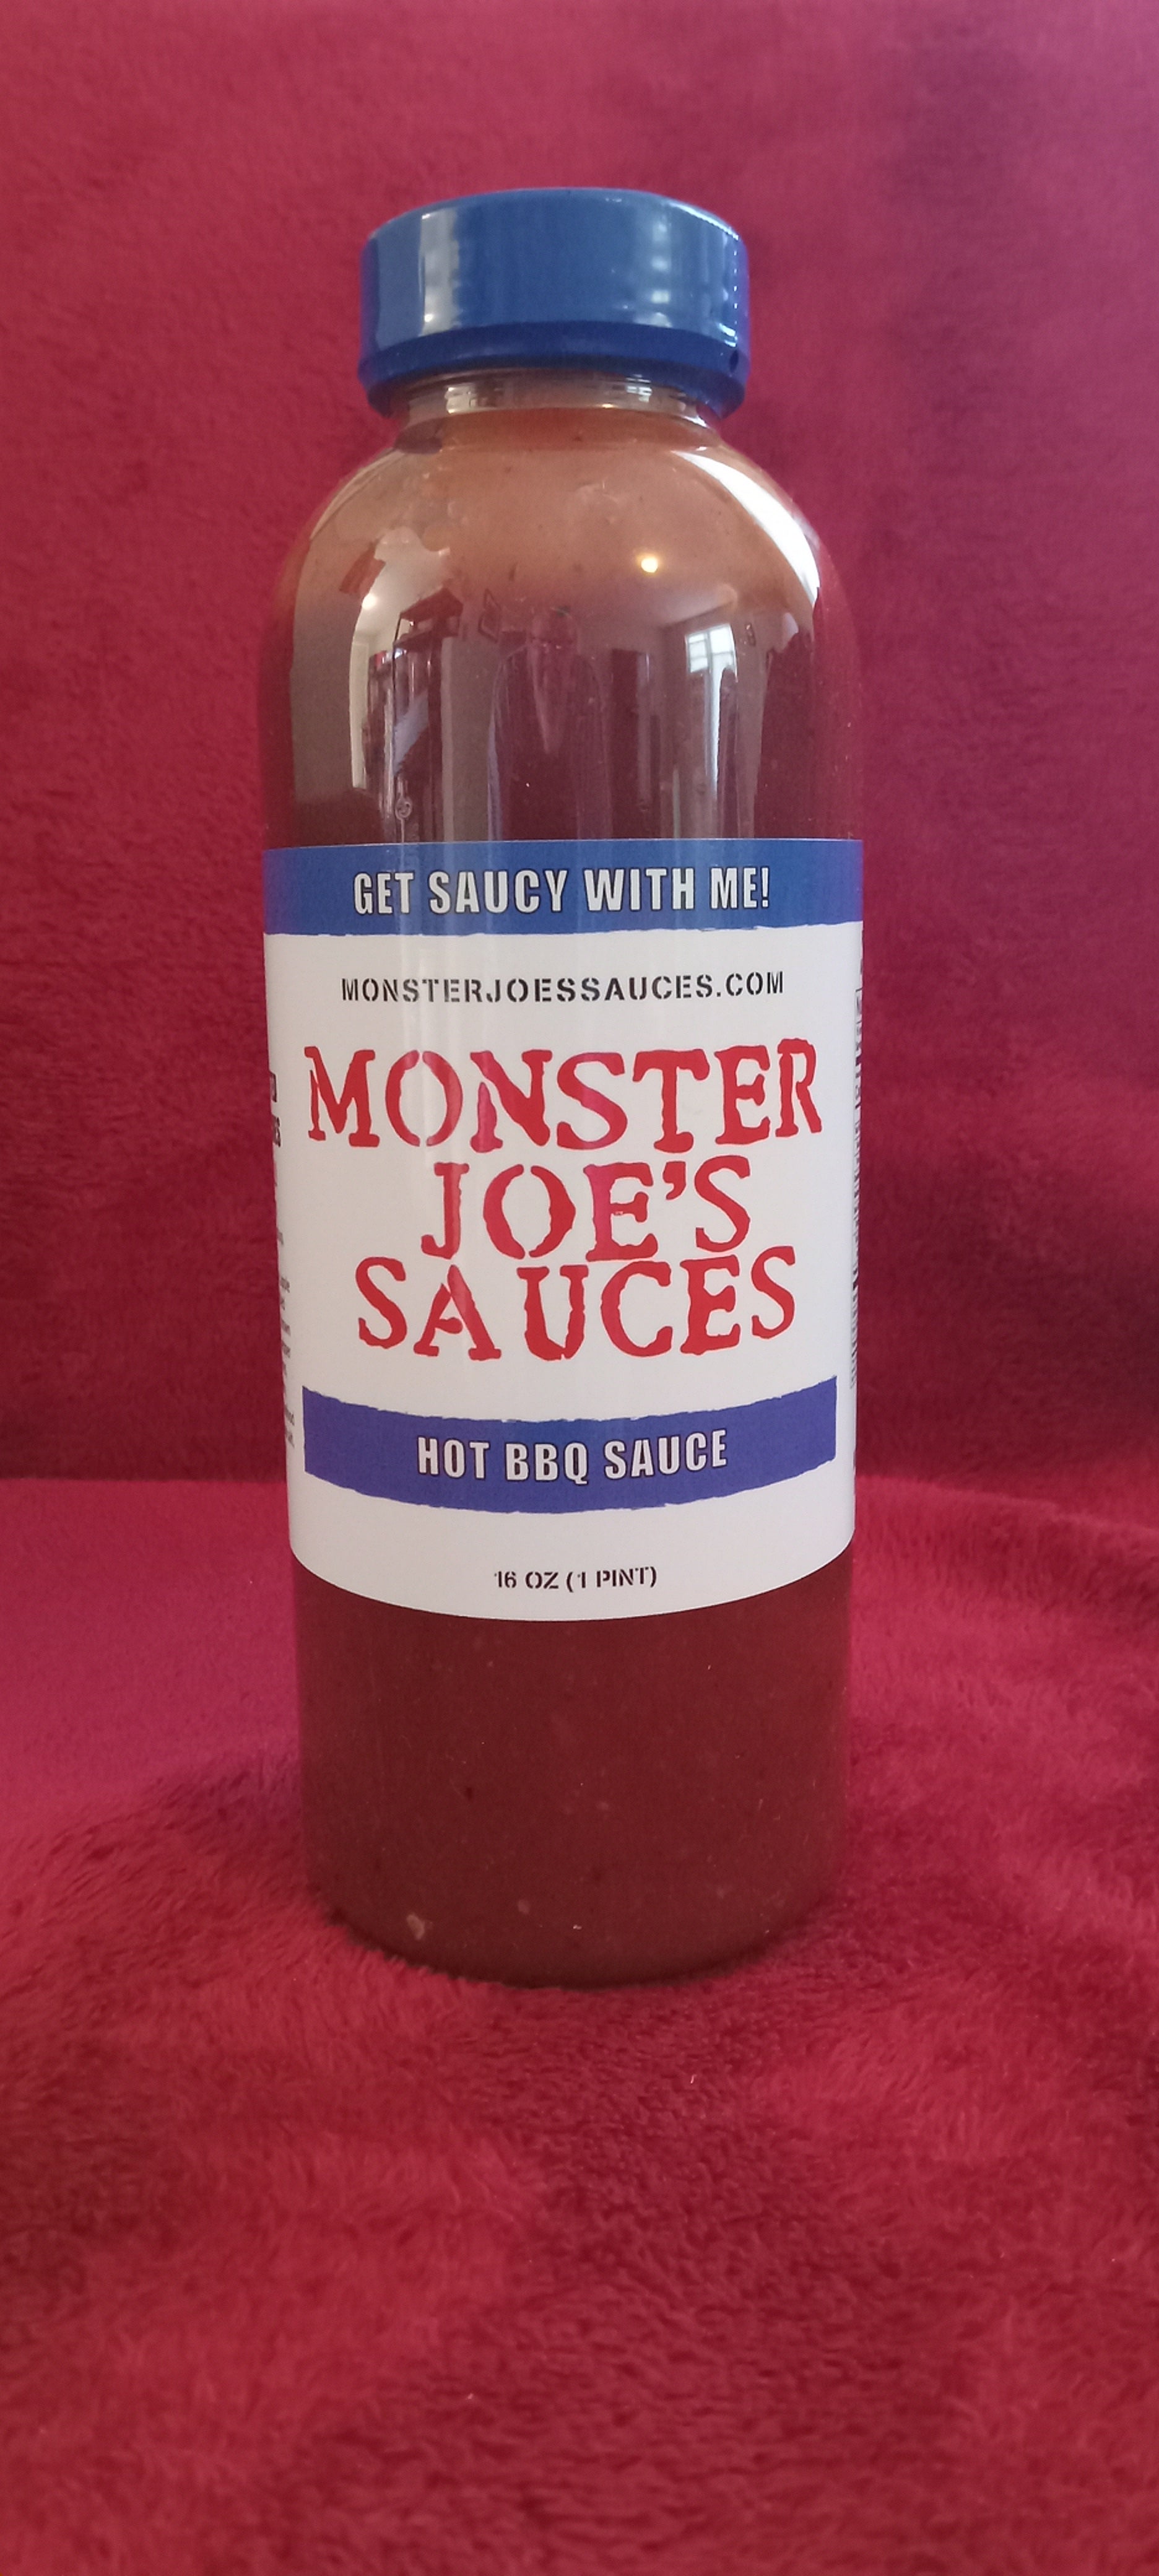 GET SAUCY WITH ME!
MONSTERJOESSAUCES.COM
MONSTER
JOE'S
SAUCES
HOT BBQ SAUCE
16 OZ (1 PINT)